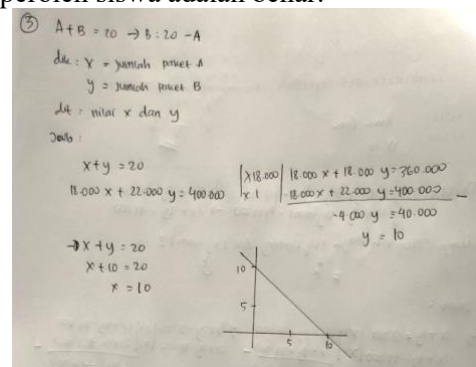 peroleh siswa adalah benar.
③ A + B = 20 → B : 20 - A
dik : x = jumlah paket A
y = jumlah paket B
dit : nilai x dan y
Jawab :
x + y = 20 |x 18.000| 18.000 x + 18.000 y = 360.000
18.000 x + 22.000 y = 400.000 |x 1| 18.000 x + 22.000 y = 400.000 -
-4.000 y = 40.000
y = 10
→ x + y = 20
x + 10 = 20
x = 10
10
5
5 10